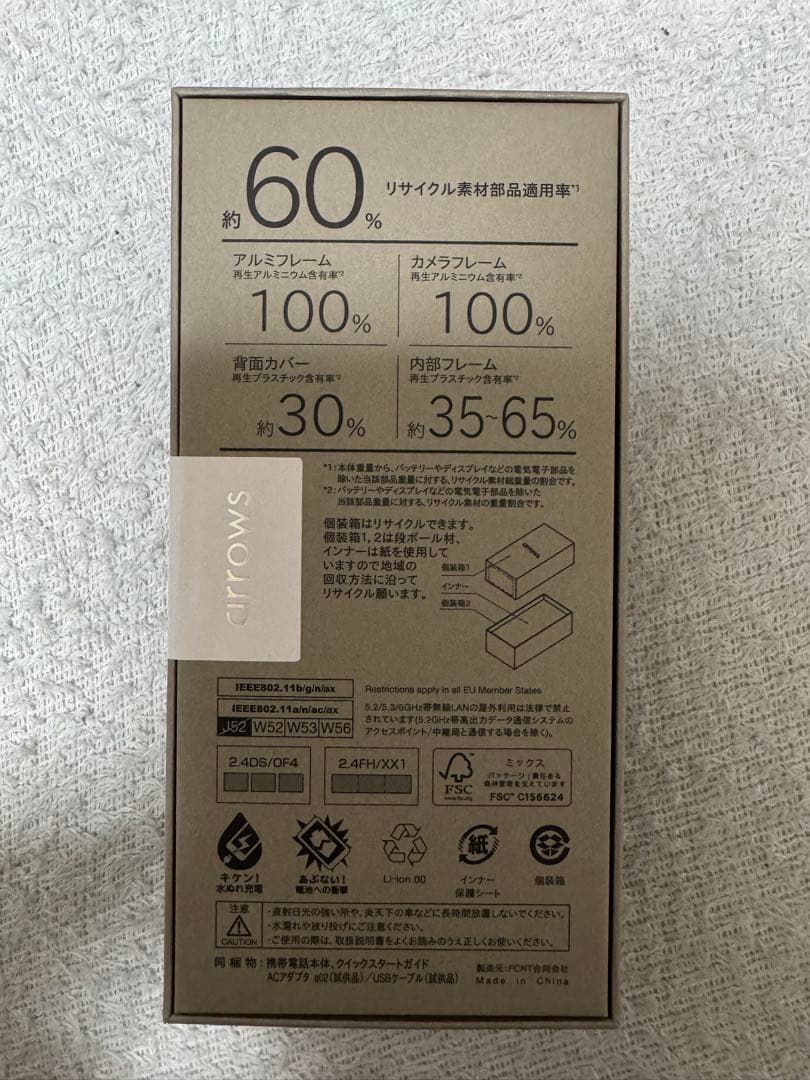 約60% リサイクル素材部品適用率*1
アルミフレーム
再生アルミニウム含有率*2
100%
カメラフレーム
再生アルミニウム含有率*2
100%
背面カバー
再生プラスチック含有率*2
約30%
内部フレーム
再生プラスチック含有率*2
約35~65%
*1:本体重量から、バッテリーやディスプレイなどの電気電子部品を
除いた当該部品重量に対する、リサイクル素材総重量の割合です。
*2:バッテリーやディスプレイなどの電気電子部品を除いた
当該部品重量に対する、リサイクル素材の重量割合です。
arrows
個装箱はリサイクルできます。
個装箱1,2は段ボール材、
インナーは紙を使用して
いますので地域の
回収方法に沿って
リサイクル願います。
個装箱1
インナー
個装箱2
IEEE802.11b/g/n/ax
IEEE802.11a/n/ac/ax
J52 W52 W53 W56
Restrictions apply in all EU Member States
5.2/5.3/6GHz帯無線LANの屋外利用は法律で禁止
されています(5.2GHz帯高出力データ通信システムの
アクセスポイント/中継局と通信する場合を除く)。
2.4DS/OF4
2.4FH/XX1
FSC
www.fsc.org
ミックス
パッケージ|責任ある
森林管理を支えています
FSC™ C156624
キケン!
水ぬれ充電
あぶない!
電池への衝撃
Li-ion 00
紙
インナー
保護シート
個装箱
注意
CAUTION
・直射日光の強い所や、炎天下の車などに長時間放置しないでください。
・水濡れや放り投げにご注意ください。
・ご使用の際は、取扱説明書をよくお読みのうえ正しくお使いください。
同梱物:携帯電話本体、クイックスタートガイド
ACアダプタ a02(試供品)/USBケーブル(試供品)
製造元:FCNT合同会社
Made in China